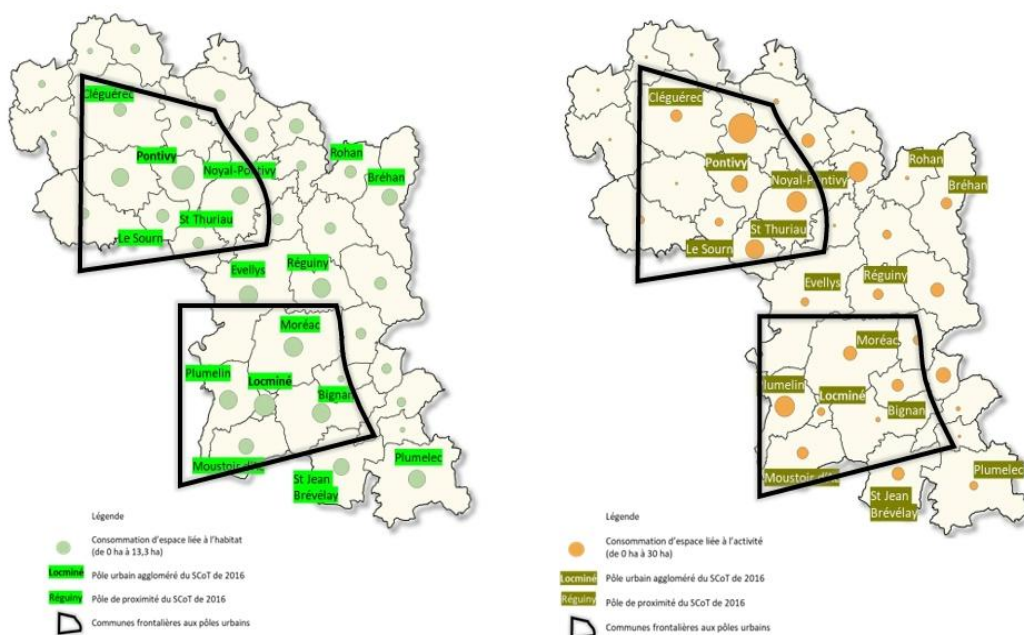 Cléguérec
Pontivy
Noyal-Pontivy
Rohan
Bréhan
St Thuriau
Le Sourn
Evellys
Réguiny
Moréac
Plumelin
Locminé
Bignan
Moustoir
Plumelec
St Jean
Brévélay
Légende
Consommation d'espace liée à l'habitat
(de 0 ha à 13,3 ha)
Locminé Pôle urbain aggloméré du SCoT de 2016
Réguiny Pôle de proximité du SCoT de 2016
Communes frontalières aux pôles urbains
Cléguérec
Pontivy
Noyal-Pontivy
Rohan
Bréhan
St Thuriau
Le Sourn
Evellys
Réguiny
Moréac
Plumelin
Locminé
Bignan
Moustoir
Plumelec
St Jean
Brévélay
Légende
Consommation d'espace liée à l'activité
(de 0 ha à 30 ha)
Locminé Pôle urbain aggloméré du SCoT de 2016
Réguiny Pôle de proximité du SCoT de 2016
Communes frontalières aux pôles urbains